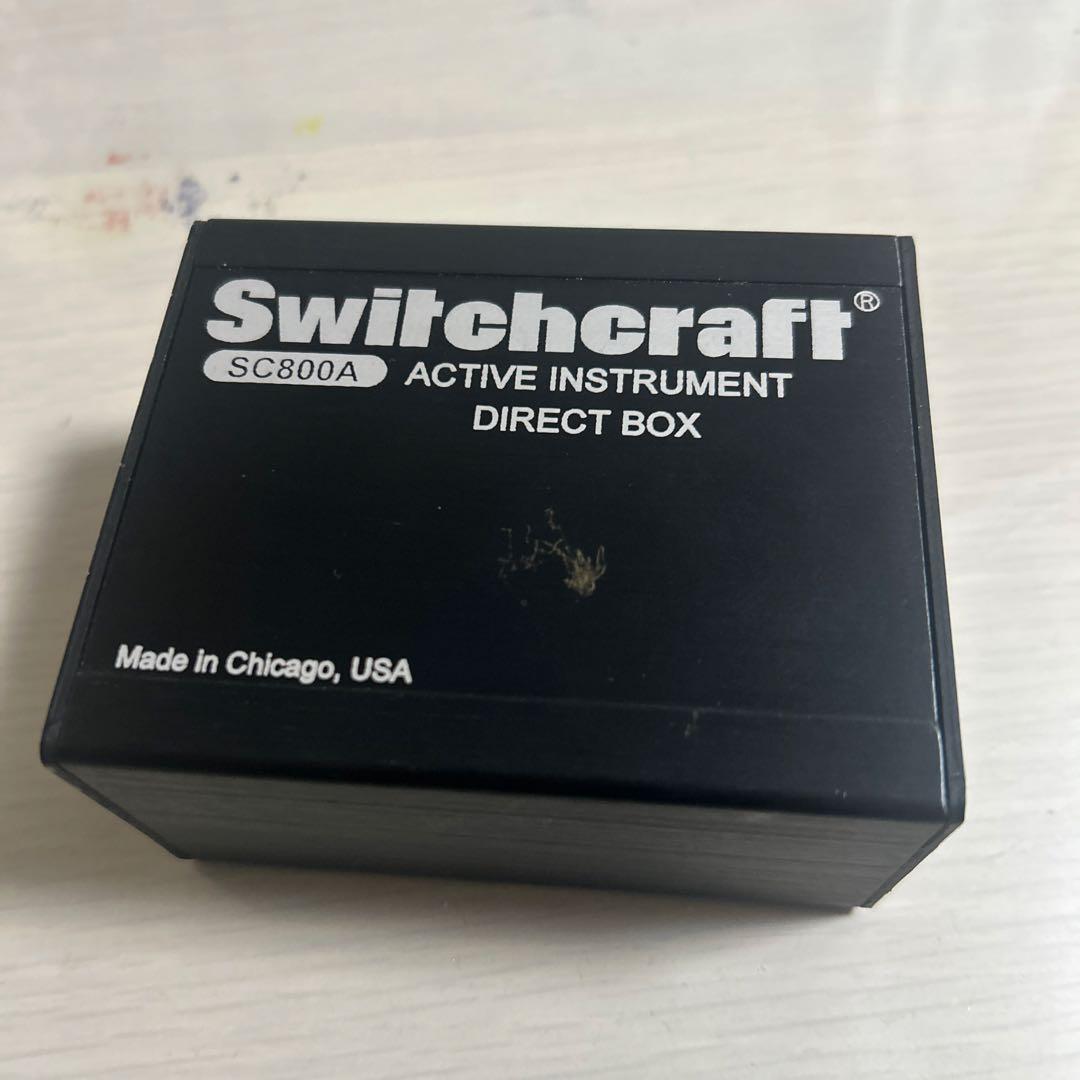 Switchcraft®
SC800A ACTIVE INSTRUMENT
DIRECT BOX
Made in Chicago, USA